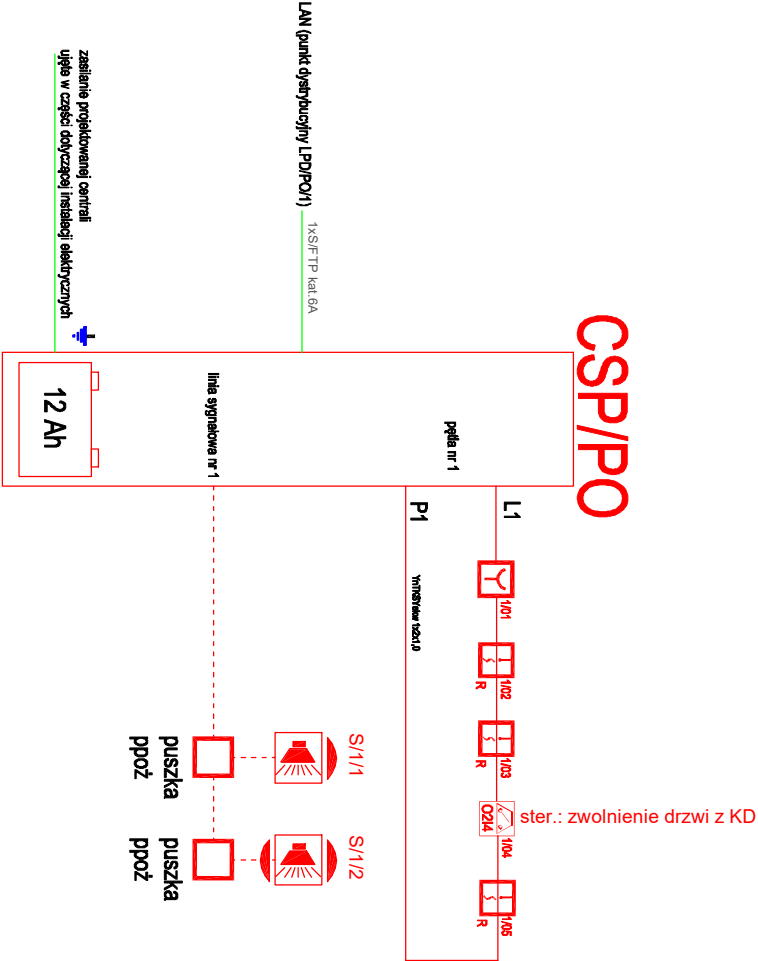 CSP/PO
LAN (punkt dystrybucyjny LPD/PO/1)
1xS/FTP kat.6A
zasilanie projektowanej centrali
ujęte w części dotyczącej instalacji elektrycznych
12 Ah
linia sygnałowa nr 1
pętla nr 1
L1
P1
YnTKSYekw 1x2x1,0
1/01
1/02
R
1/03
R
O2I4
1/04
ster.: zwolnienie drzwi z KD
1/05
R
S/1/1
puszka
ppoż
S/1/2
puszka
ppoż